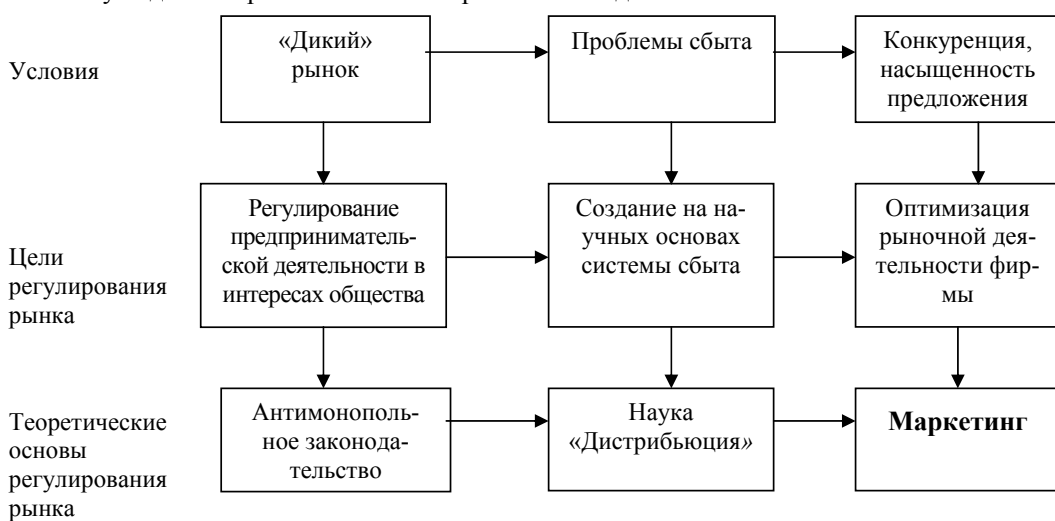 Условия
«Дикий»
рынок
Проблемы сбыта
Конкуренция,
насыщенность
предложения
Цели
регулирования
рынка
Регулирование
предприниматель-
ской деятельности в
интересах общества
Создание на на-
учных основах
системы сбыта
Оптимизация
рыночной дея-
тельности фир-
мы
Теоретические
основы
регулирования
рынка
Антимонополь-
ное законода-
тельство
Наука
«Дистрибьюция»
Маркетинг